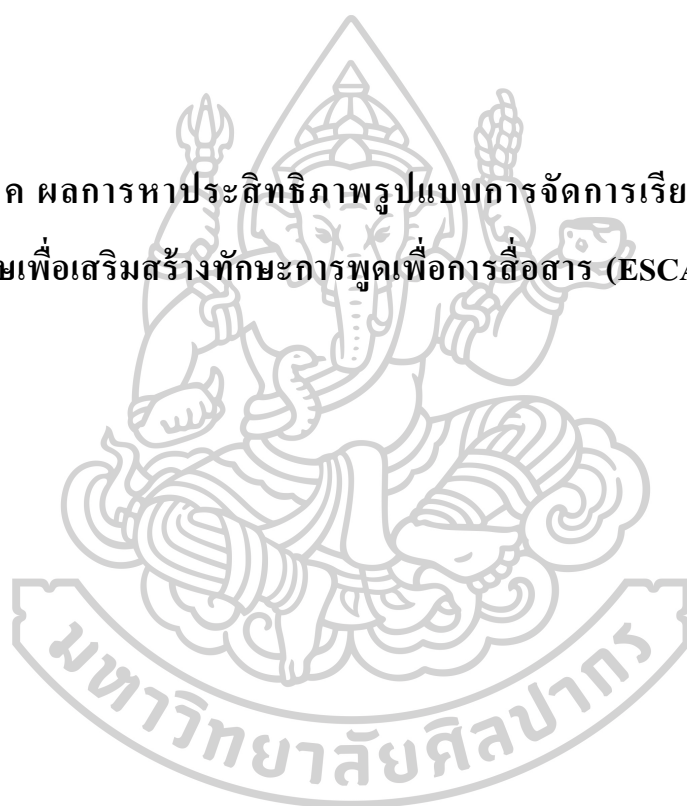 ค ผลการหาประสิทธิภาพรูปแบบการจัดการเรีย
ษเพื่อเสริมสร้างทักษะการพูดเพื่อการสื่อสาร (ESCA
มหาวิทยาลัยศิลปากร